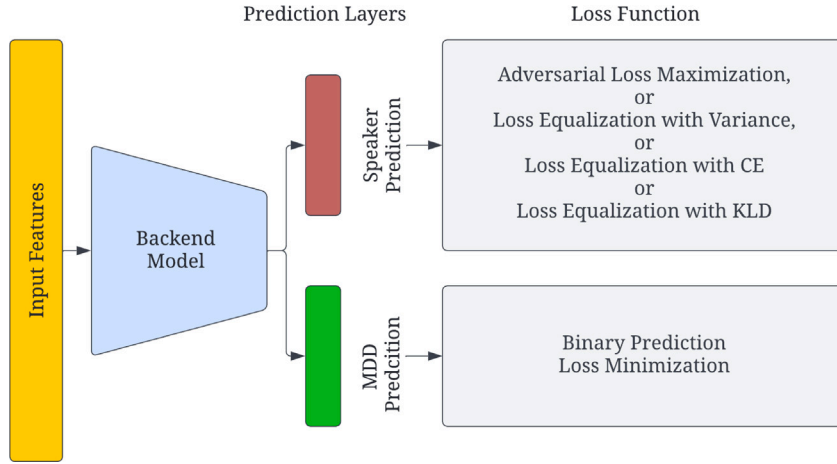 Prediction Layers
Loss Function
Input Features
Backend
Model
Speaker
Prediction
Adversarial Loss Maximization,
or
Loss Equalization with Variance,
or
Loss Equalization with CE
or
Loss Equalization with KLD
MDD
Predcition
Binary Prediction
Loss Minimization